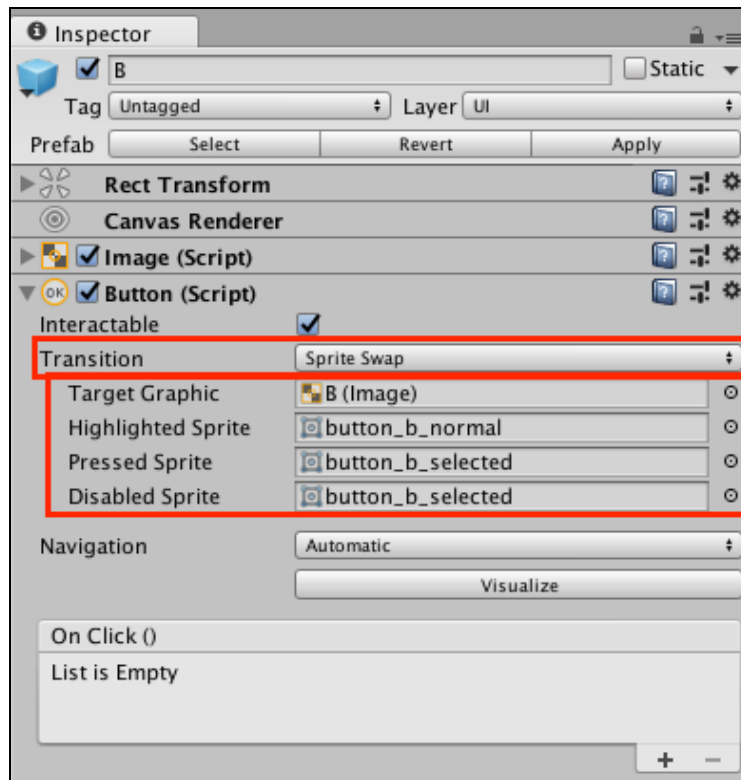 Inspector
B Static
Tag Untagged Layer UI
Prefab Select Revert Apply
Rect Transform
Canvas Renderer
Image (Script)
OK Button (Script)
Interactable
Transition Sprite Swap
Target Graphic B (Image)
Highlighted Sprite button_b_normal
Pressed Sprite button_b_selected
Disabled Sprite button_b_selected
Navigation Automatic
Visualize
On Click ()
List is Empty
+ −